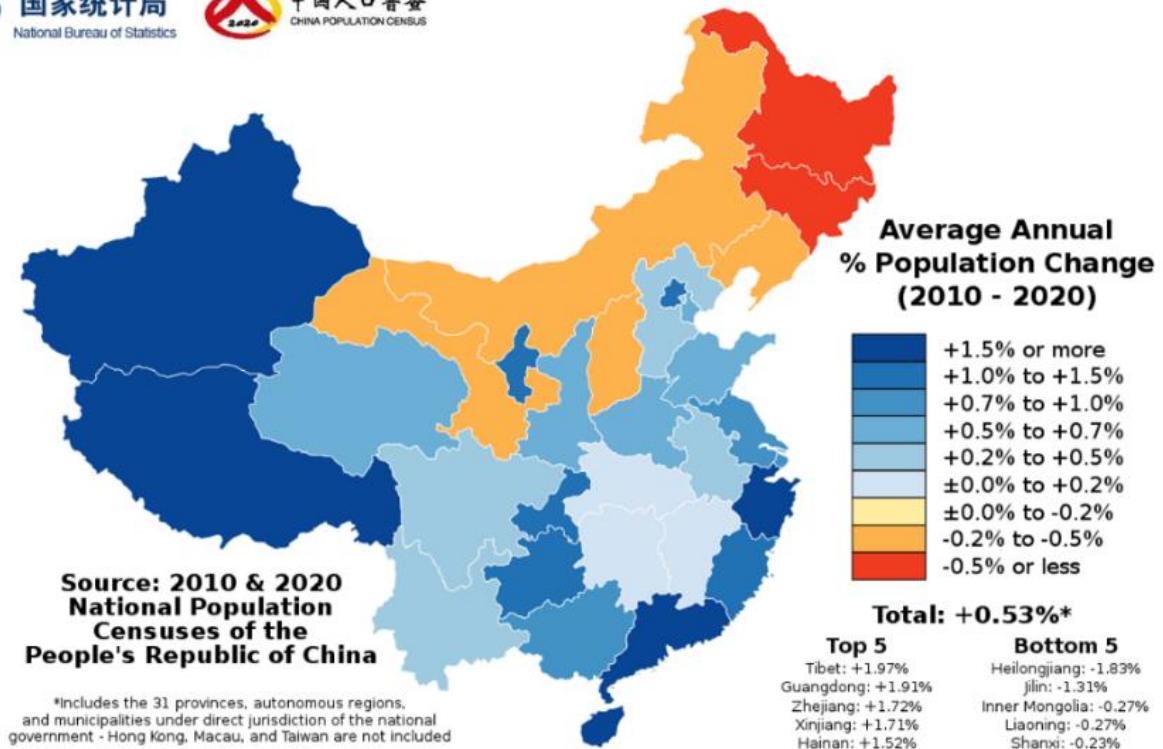 国家统计局
National Bureau of Statistics
2020
中国人口普查
CHINA POPULATION CENSUS
Average Annual
% Population Change
(2010 - 2020)
+1.5% or more
+1.0% to +1.5%
+0.7% to +1.0%
+0.5% to +0.7%
+0.2% to +0.5%
±0.0% to +0.2%
±0.0% to -0.2%
-0.2% to -0.5%
-0.5% or less
Source: 2010 & 2020
National Population
Censuses of the
People's Republic of China
*Includes the 31 provinces, autonomous regions,
and municipalities under direct jurisdiction of the national
government - Hong Kong, Macau, and Taiwan are not included
Total: +0.53%*
Top 5
Tibet: +1.97%
Guangdong: +1.91%
Zhejiang: +1.72%
Xinjiang: +1.71%
Hainan: +1.52%
Bottom 5
Heilongjiang: -1.83%
Jilin: -1.31%
Inner Mongolia: -0.27%
Liaoning: -0.27%
Shanxi: -0.23%